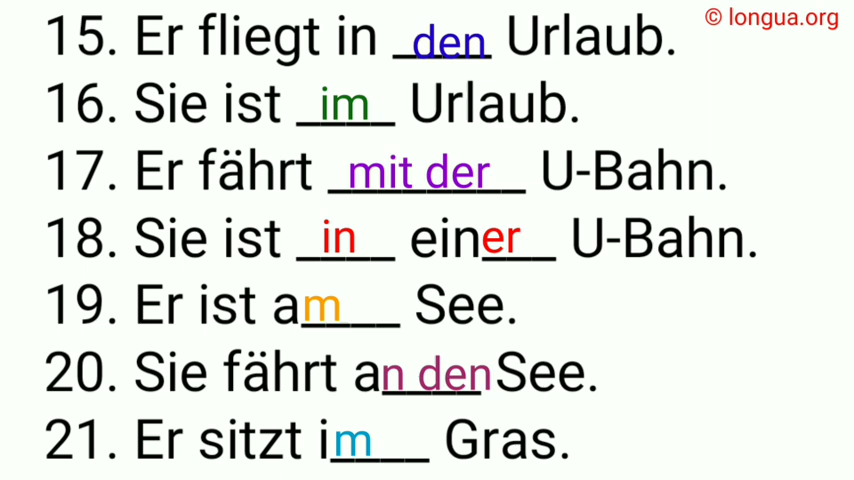 © longua.org
15. Er fliegt in den Urlaub.
16. Sie ist im Urlaub.
17. Er fährt mit der U-Bahn.
18. Sie ist in einer U-Bahn.
19. Er ist am See.
20. Sie fährt an den See.
21. Er sitzt im Gras.